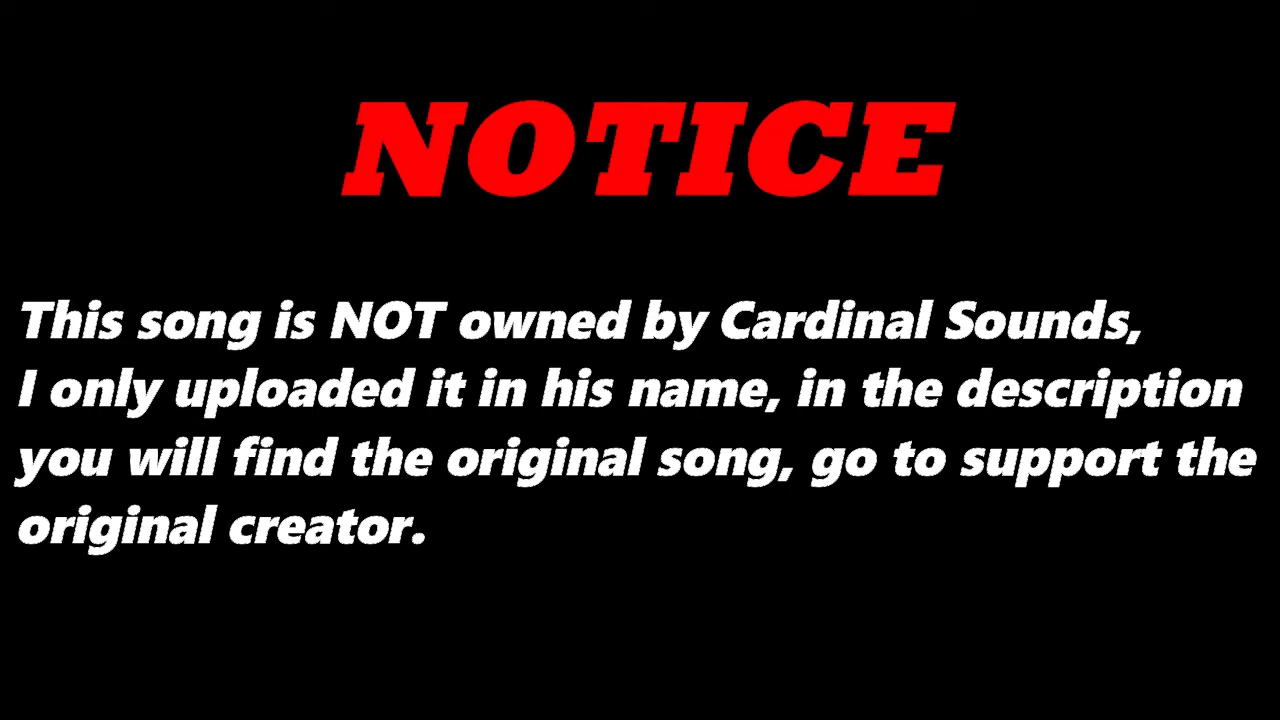 NOTICE
This song is NOT owned by Cardinal Sounds,
I only uploaded it in his name, in the description
you will find the original song, go to support the
original creator.